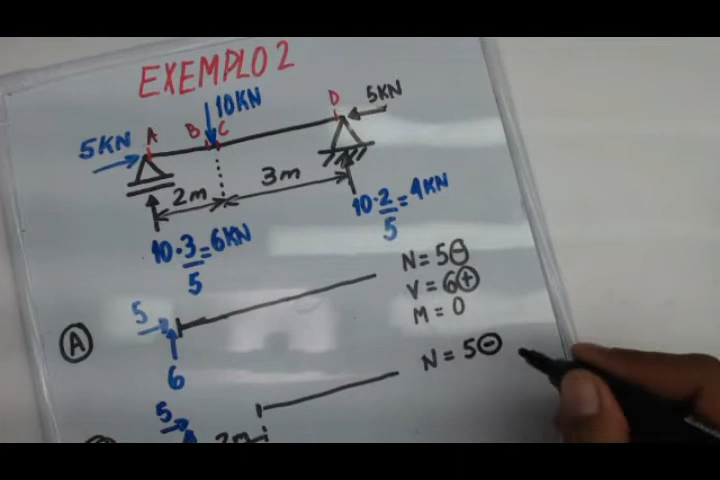 EXEMPLO 2
10KN
5KN
D
A
B
C
5KN
2m
3m
10·3/5=6KN
10·2/5=4KN
N = 5⊖
V = 6⊕
M = 0
A
5
6
N = 5⊖
5
2m